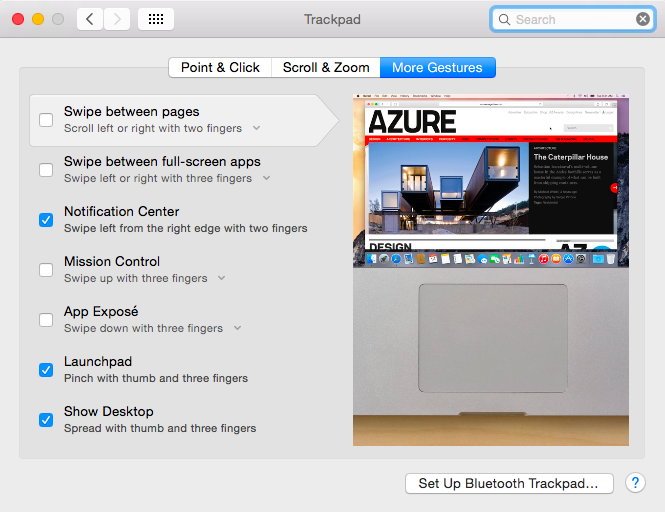 Trackpad
Search
Point & Click
Scroll & Zoom
More Gestures
Swipe between pages
Scroll left or right with two fingers
Swipe between full-screen apps
Swipe left or right with three fingers
Notification Center
Swipe left from the right edge with two fingers
Mission Control
Swipe up with three fingers
App Exposé
Swipe down with three fingers
Launchpad
Pinch with thumb and three fingers
Show Desktop
Spread with thumb and three fingers
AZURE
The Caterpillar House
DESIGN
AZ
Set Up Bluetooth Trackpad...
?